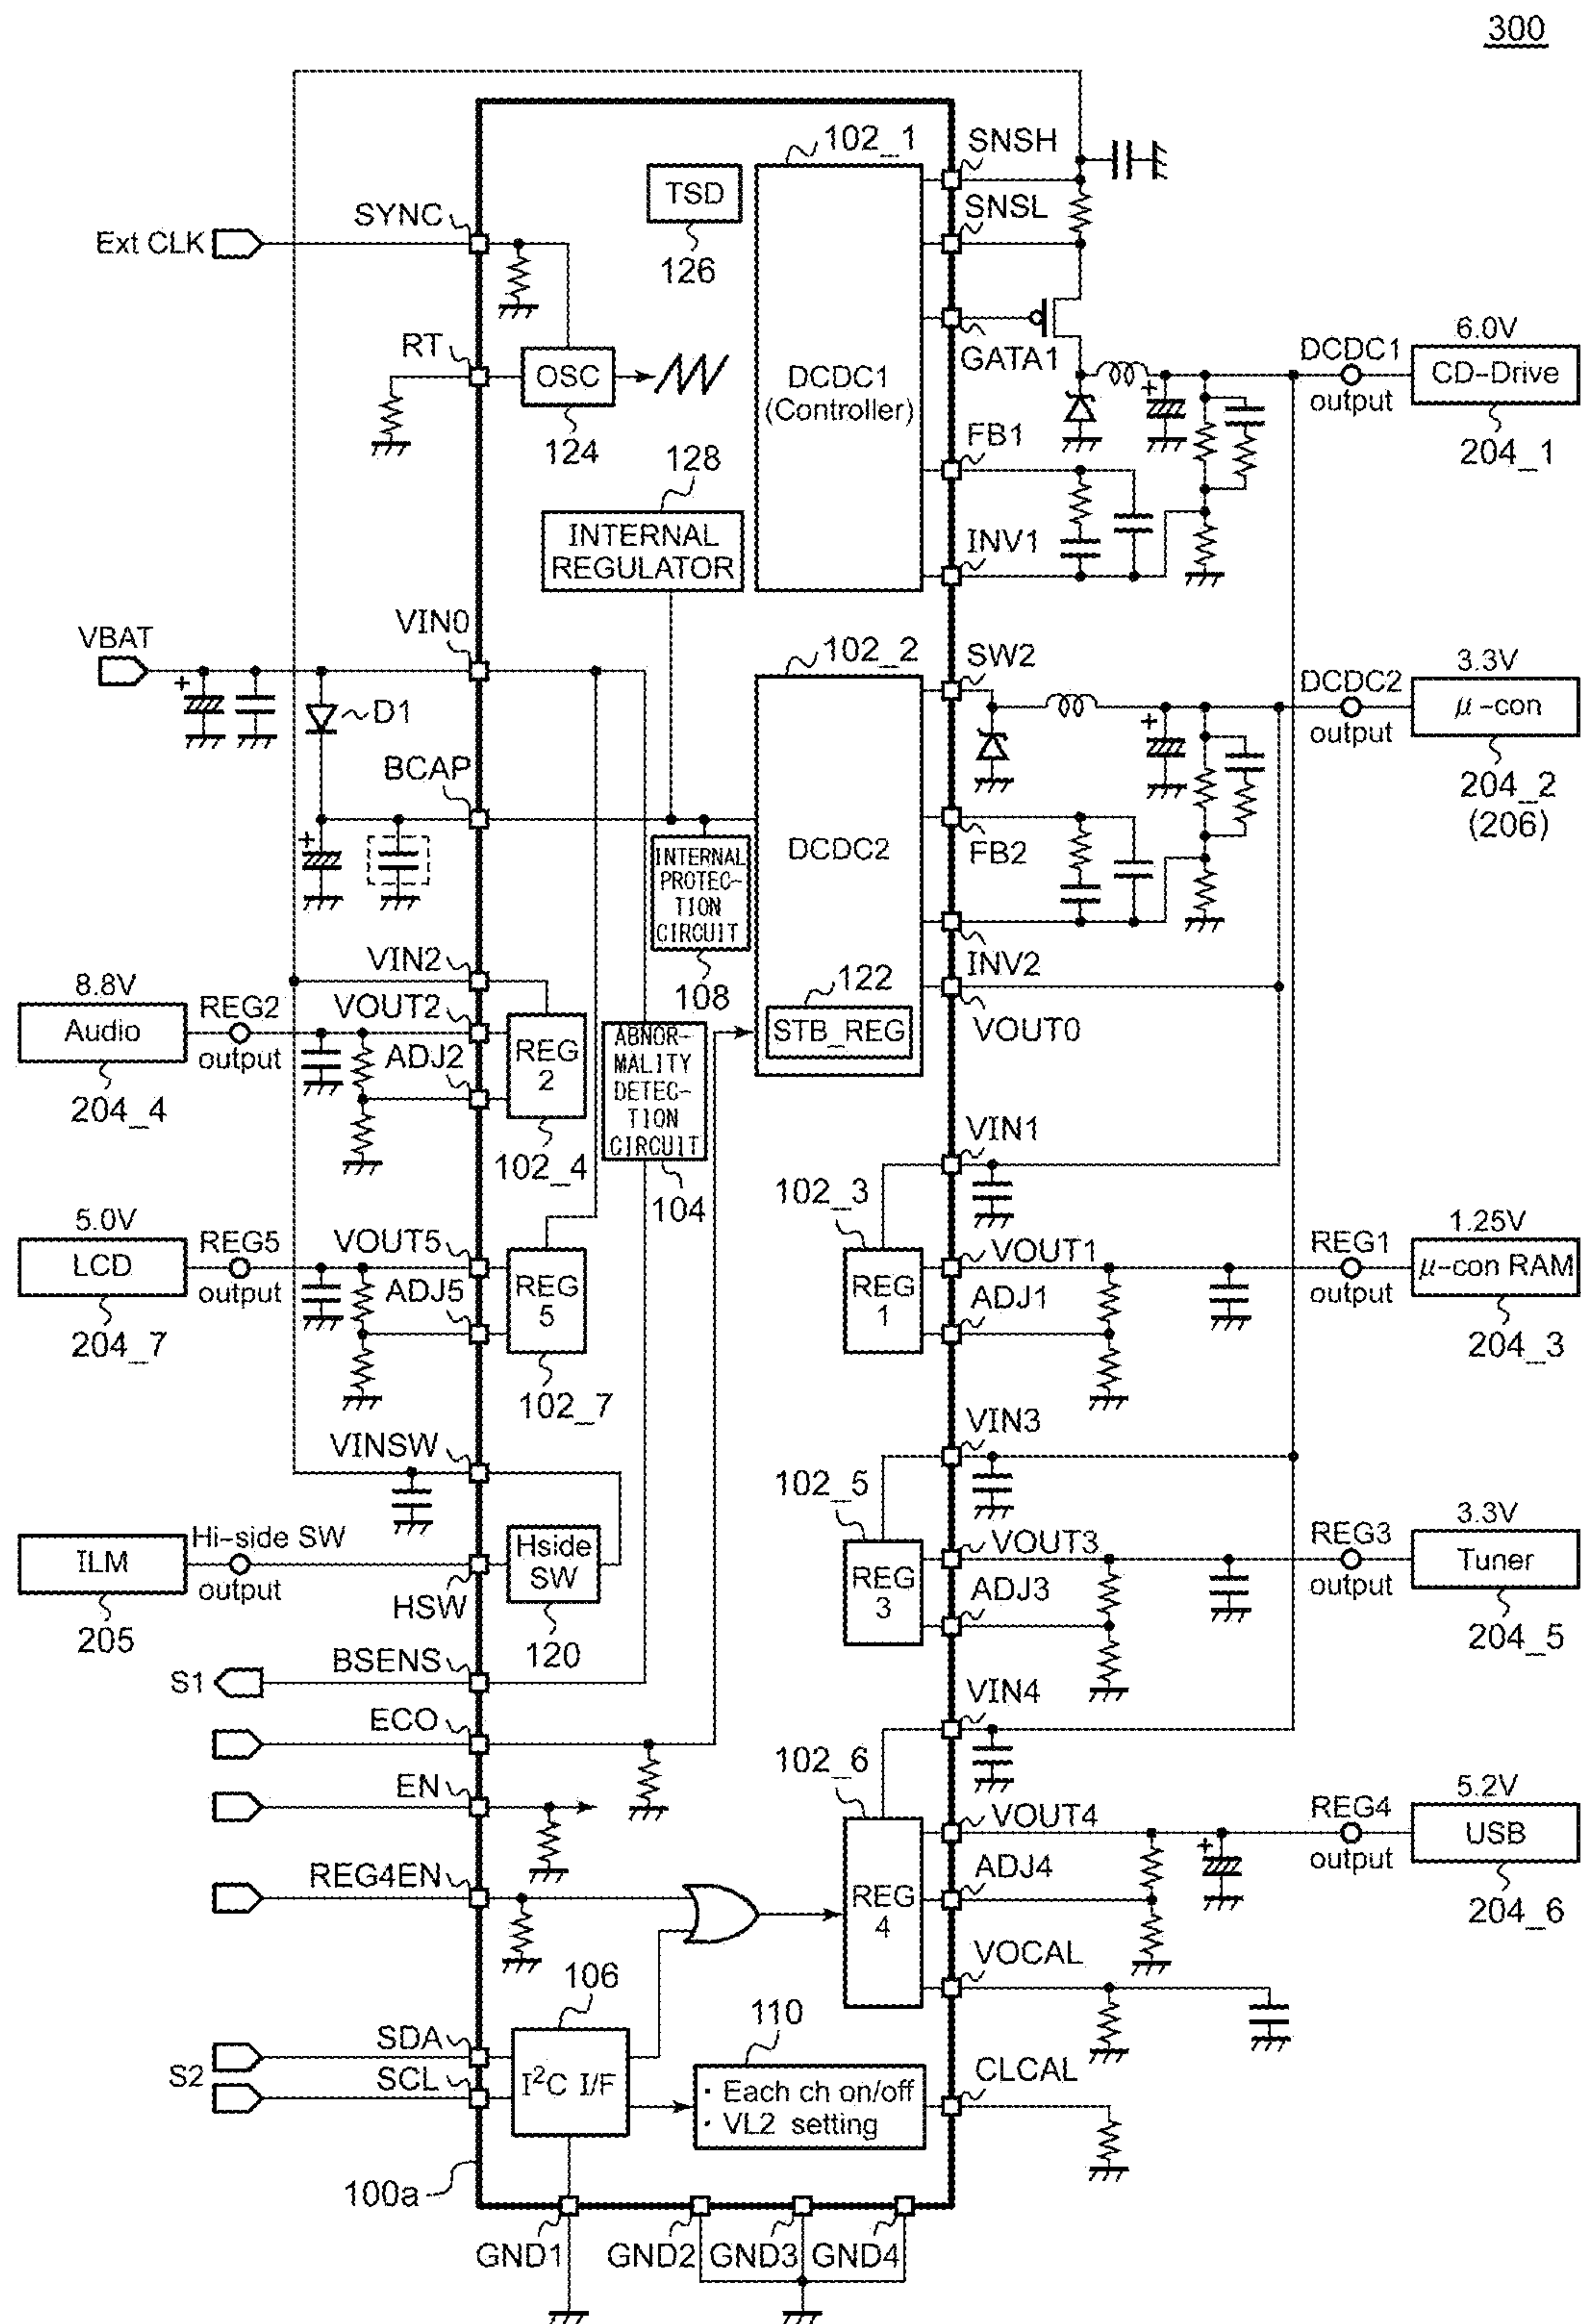 300
102_1
SNSH
TSD
SNSL
SYNC
Ext CLK
126
RT
GATA1
6.0V
OSC
DCDC1
(Controller)
DCDC1
output
CD-Drive
124
FB1
204_1
128
INTERNAL
REGULATOR
INV1
VIN0
VBAT
102_2
SW2
3.3V
D1
DCDC2
output
μ-con
BCAP
204_2
(206)
INTERNAL
PROTEC-
TION
CIRCUIT
DCDC2
FB2
VIN2
INV2
8.8V
108
122
Audio
REG2
output
VOUT2
ADJ2
REG
2
ABNOR-
MALITY
DETEC-
TION
CIRCUIT
STB_REG
VOUT0
204_4
102_4
VIN1
104
102_3
5.0V
1.25V
LCD
REG5
output
VOUT5
ADJ5
REG
5
REG
1
VOUT1
ADJ1
REG1
output
μ-con RAM
204_7
204_3
102_7
VIN3
VINSW
102_5
3.3V
ILM
Hi-side SW
output
Hside
SW
REG
3
VOUT3
ADJ3
REG3
output
Tuner
HSW
205
120
204_5
S1
BSENS
VIN4
ECO
102_6
EN
5.2V
VOUT4
REG4
output
USB
REG4EN
REG
4
ADJ4
204_6
VOCAL
106
110
SDA
S2
SCL
I²C I/F
· Each ch on/off
· VL2 setting
CLCAL
100a
GND1
GND2
GND3
GND4